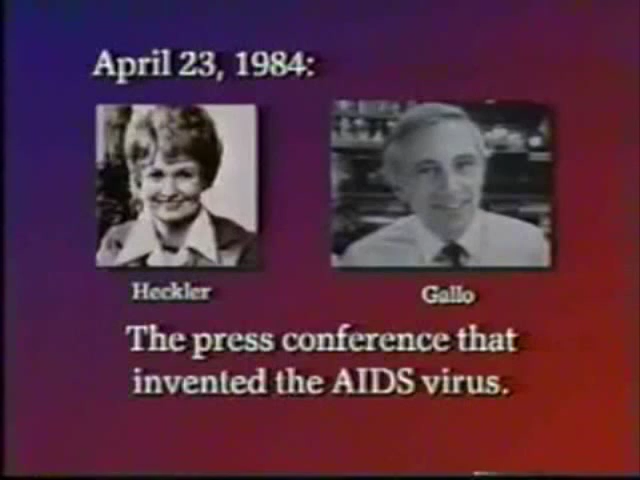 April 23, 1984:
Heckler
Gallo
The press conference that
invented the AIDS virus.